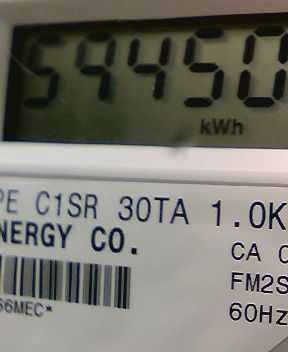 59450
kWh
PE C1SR 30TA 1.0K
NERGY CO.
CA
FM2S
66MEC*
60Hz